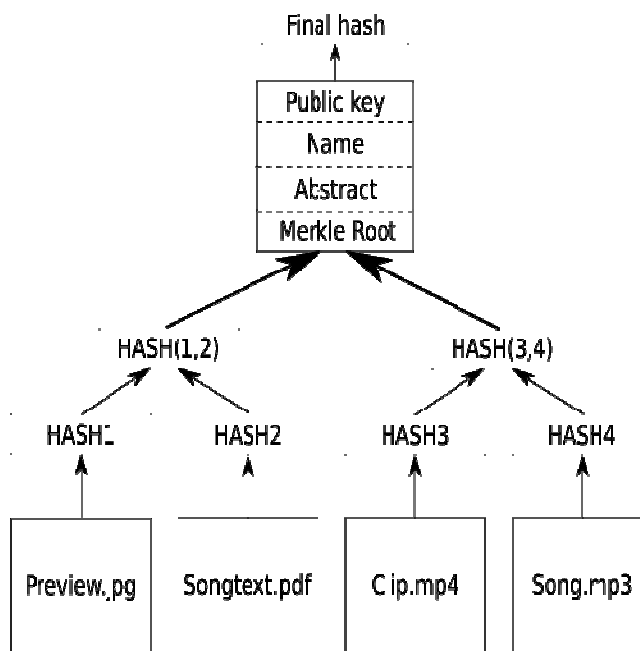 Final hash
Public key
Name
Abstract
Merkle Root
HASH(1,2)
HASH(3,4)
HASH1
HASH2
HASH3
HASH4
Preview.jpg
Songtext.pdf
Clip.mp4
Song.mp3